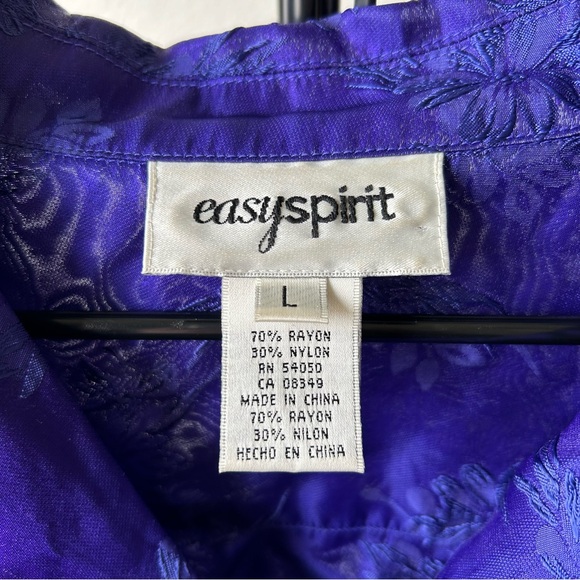 easyspirit
L
70% RAYON
30% NYLON
RN 54050
CA 08349
MADE IN CHINA
70% RAYON
30% NILON
HECHO EN CHINA